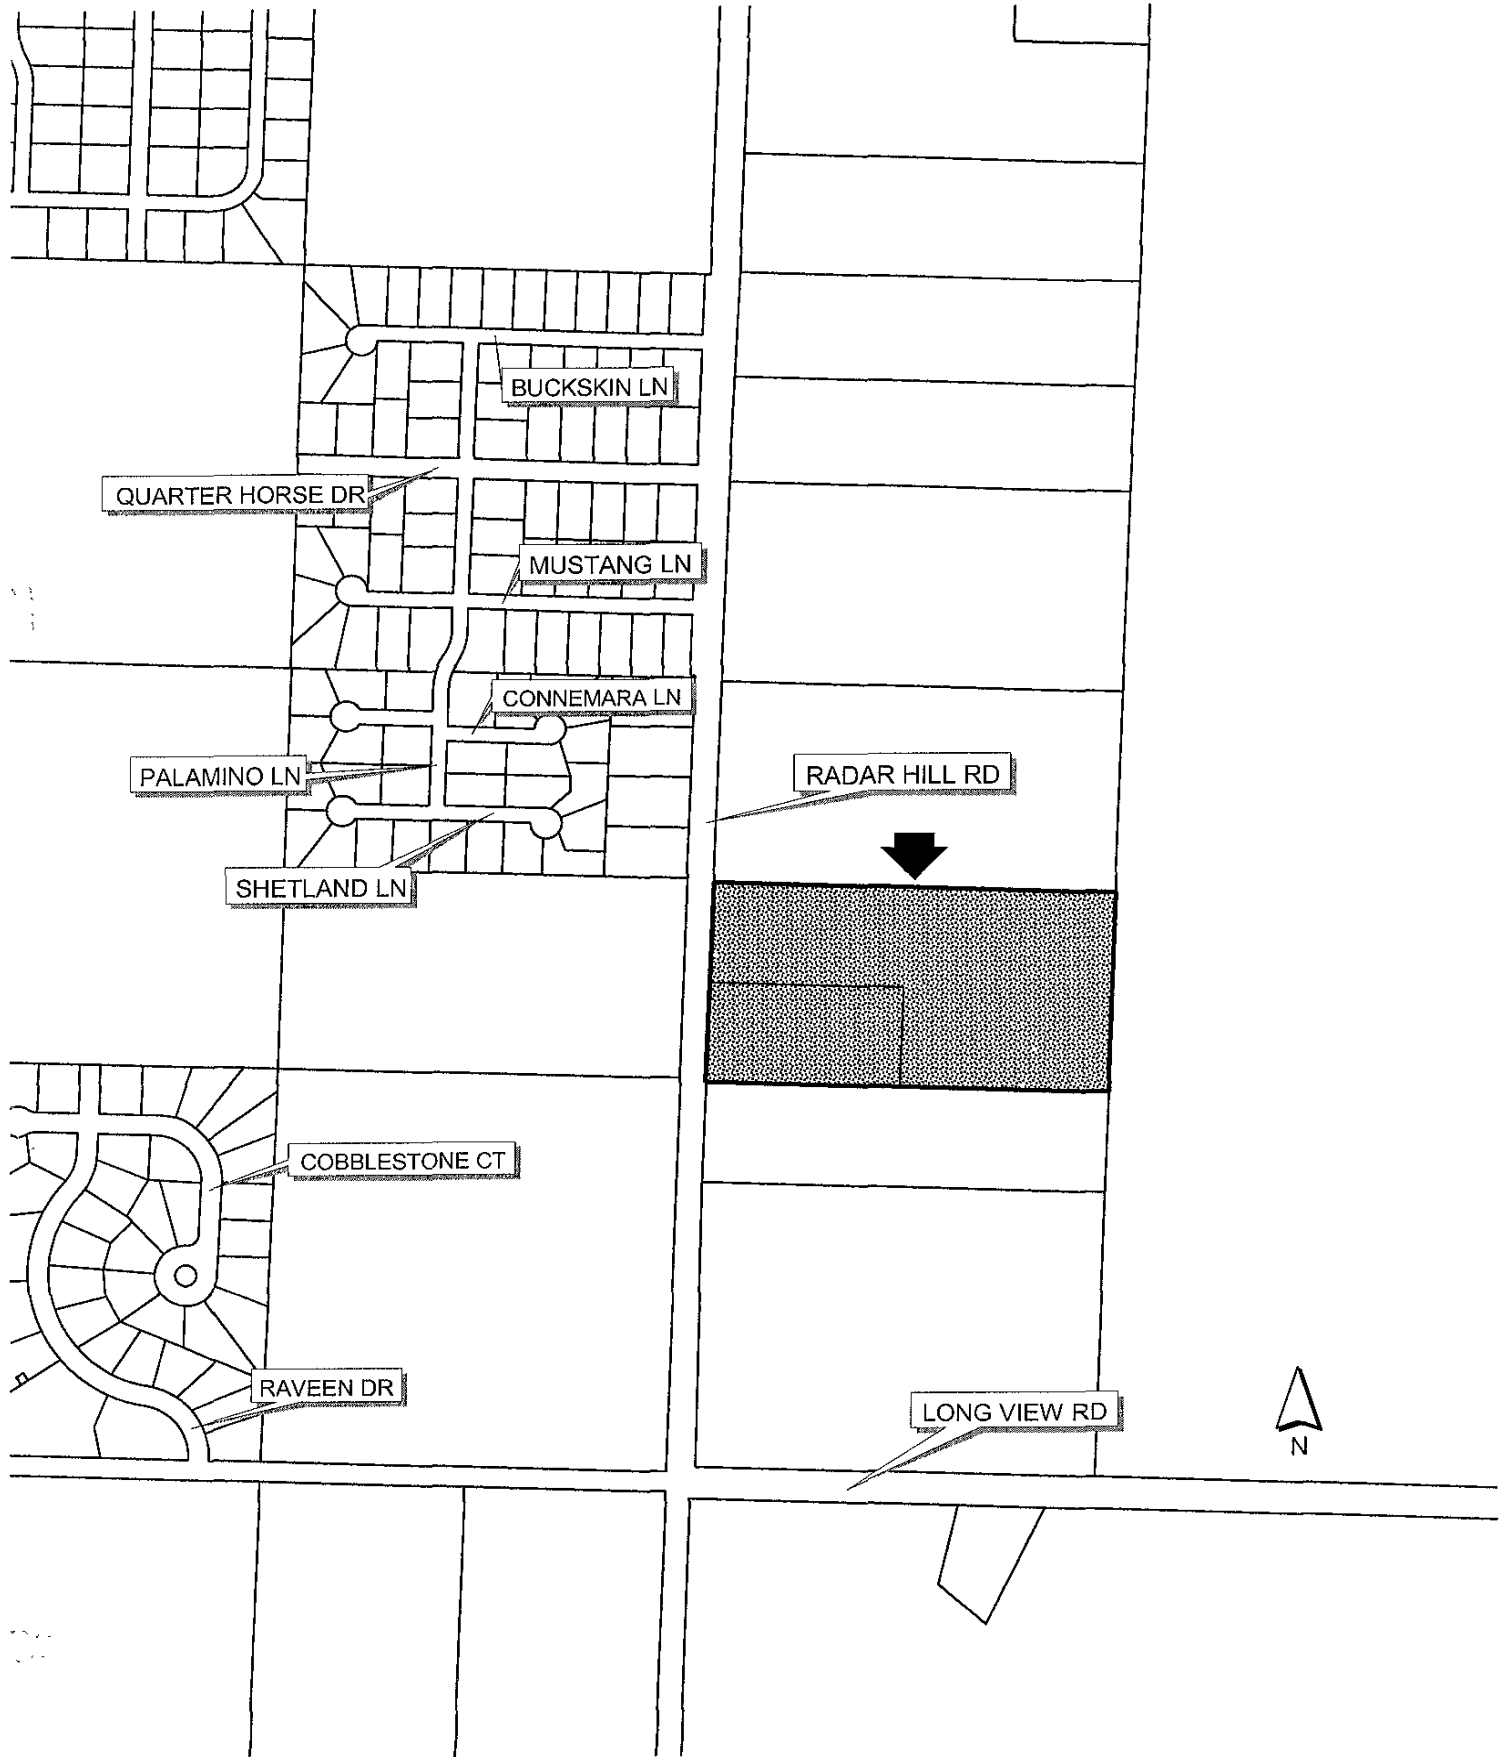 BUCKSKIN LN
QUARTER HORSE DR
MUSTANG LN
CONNEMARA LN
PALAMINO LN
RADAR HILL RD
SHETLAND LN
COBBLESTONE CT
RAVEEN DR
LONG VIEW RD
N